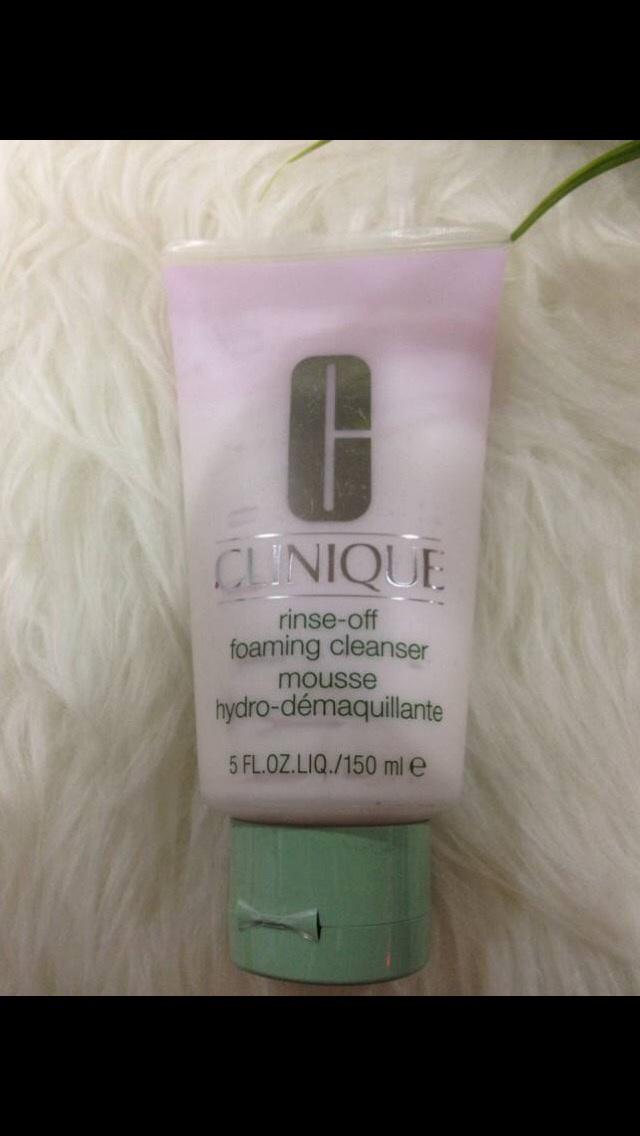 C
CLINIQUE
rinse-off
foaming cleanser
mousse
hydro-démaquillante
5 FL.OZ.LIQ./150 ml e